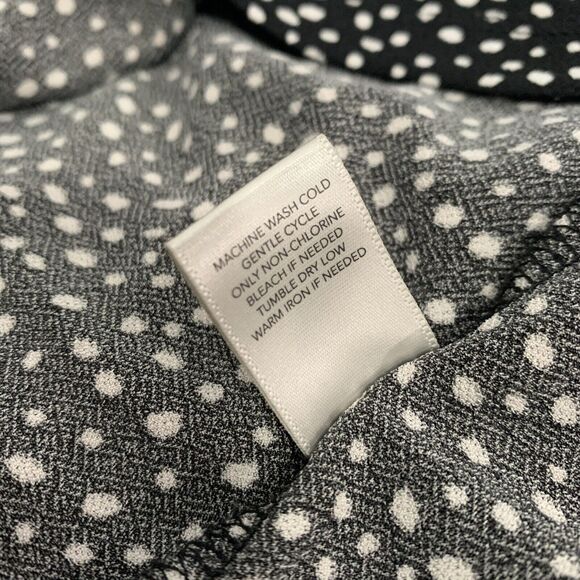 MACHINE WASH COLD
GENTLE CYCLE
ONLY NON-CHLORINE
BLEACH IF NEEDED
TUMBLE DRY LOW
WARM IRON IF NEEDED